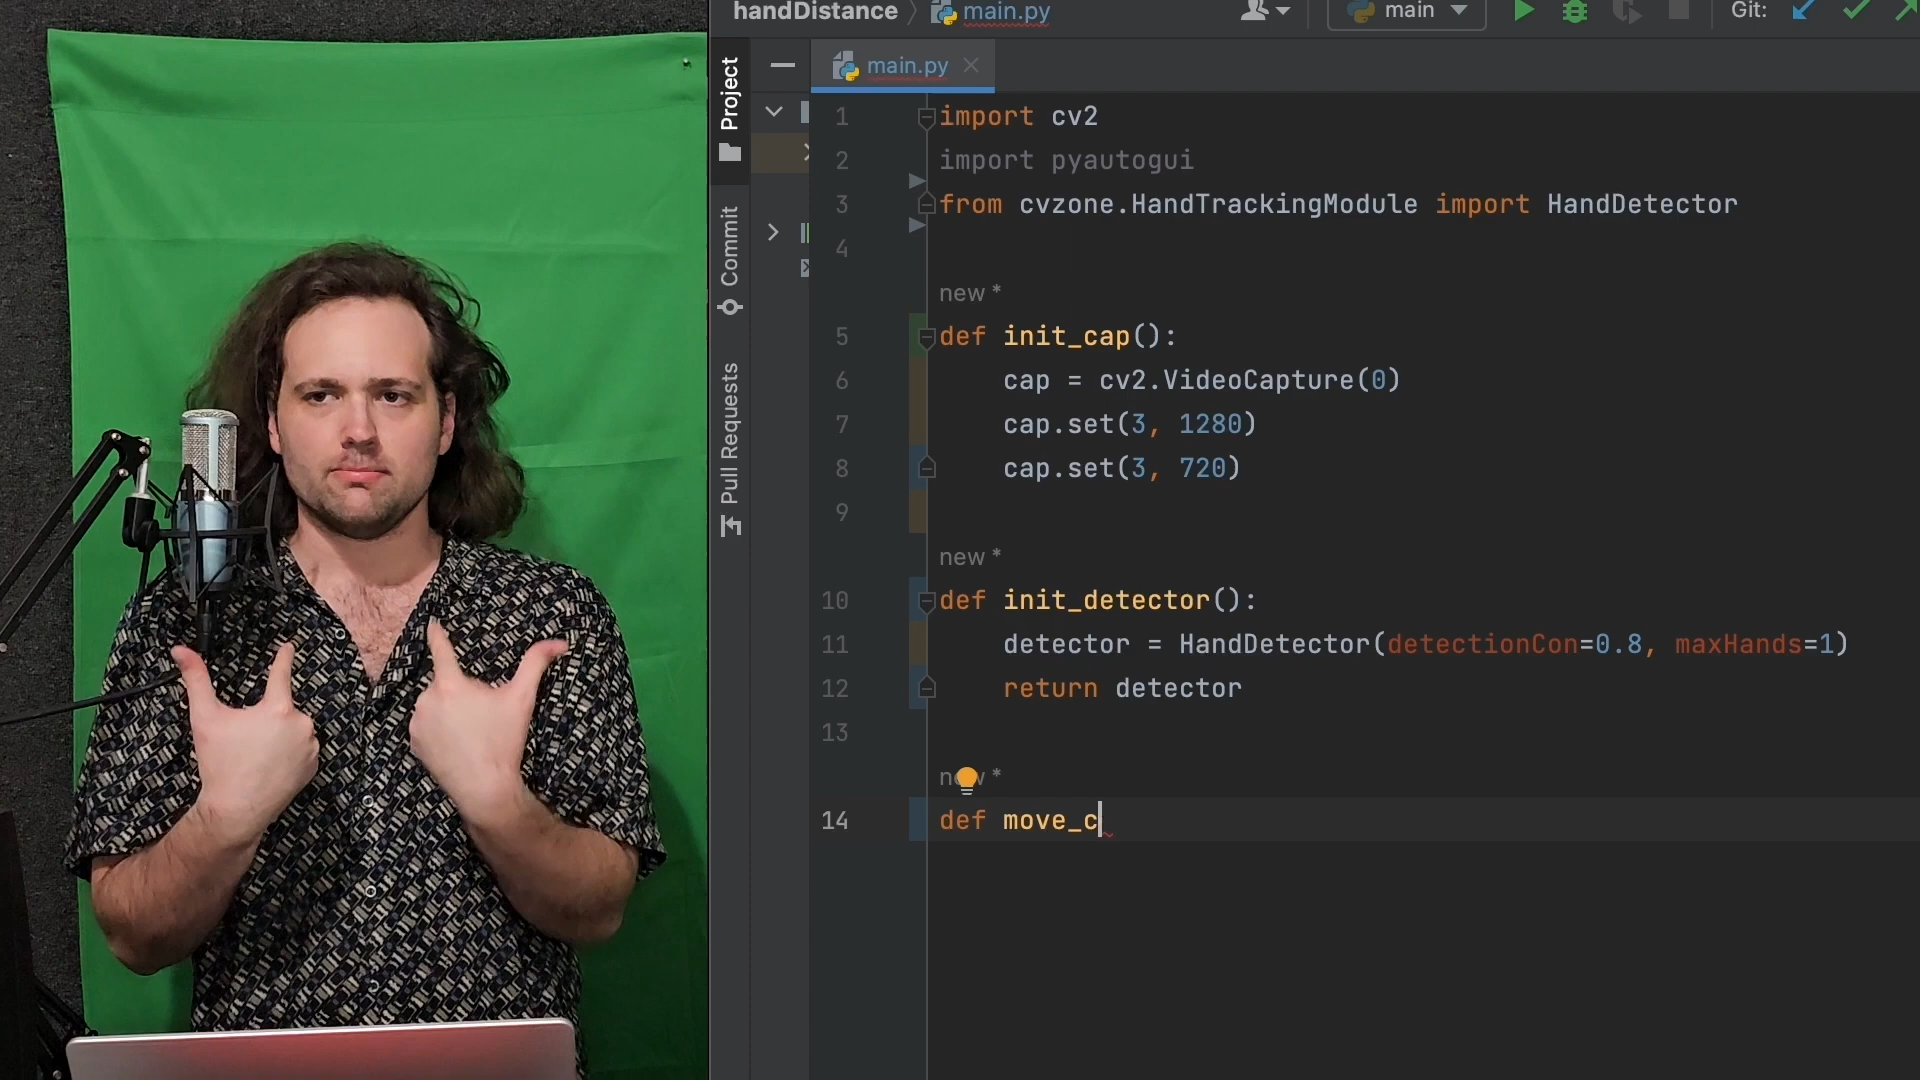 handDistance
main.py
main
Git:
Project
Commit
Pull Requests
main.py
1 import cv2
2 import pyautogui
3 from cvzone.HandTrackingModule import HandDetector
4
new *
5 def init_cap():
6 cap = cv2.VideoCapture(0)
7 cap.set(3, 1280)
8 cap.set(3, 720)
9
new *
10 def init_detector():
11 detector = HandDetector(detectionCon=0.8, maxHands=1)
12 return detector
13
new *
14 def move_c